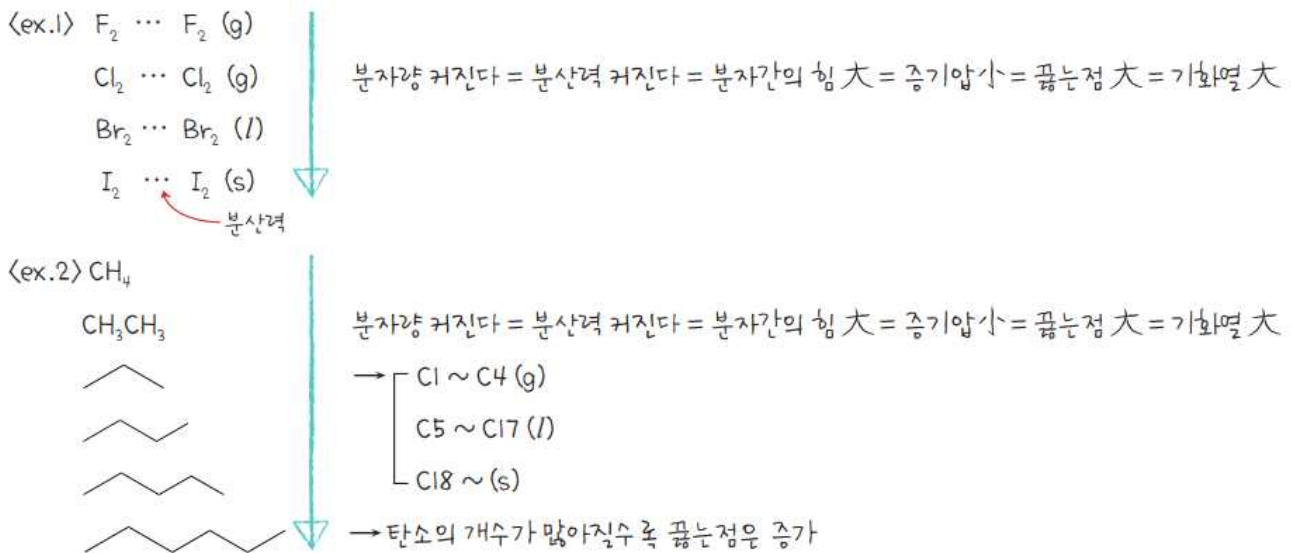 <ex.1> F₂ ⋯ F₂ (g)
Cl₂ ⋯ Cl₂ (g)
분자량 커진다 = 분산력 커진다 = 분자간의 힘 大 = 증기압 小 = 끓는점 大 = 기화열 大
Br₂ ⋯ Br₂ (l)
I₂ ⋯ I₂ (s)
분산력
<ex.2> CH₄
CH₃CH₃
분자량 커진다 = 분산력 커진다 = 분자간의 힘 大 = 증기압 小 = 끓는점 大 = 기화열 大
→ C1 ~ C4 (g)
C5 ~ C17 (l)
C18 ~ (s)
→ 탄소의 개수가 많아질수록 끓는점은 증가